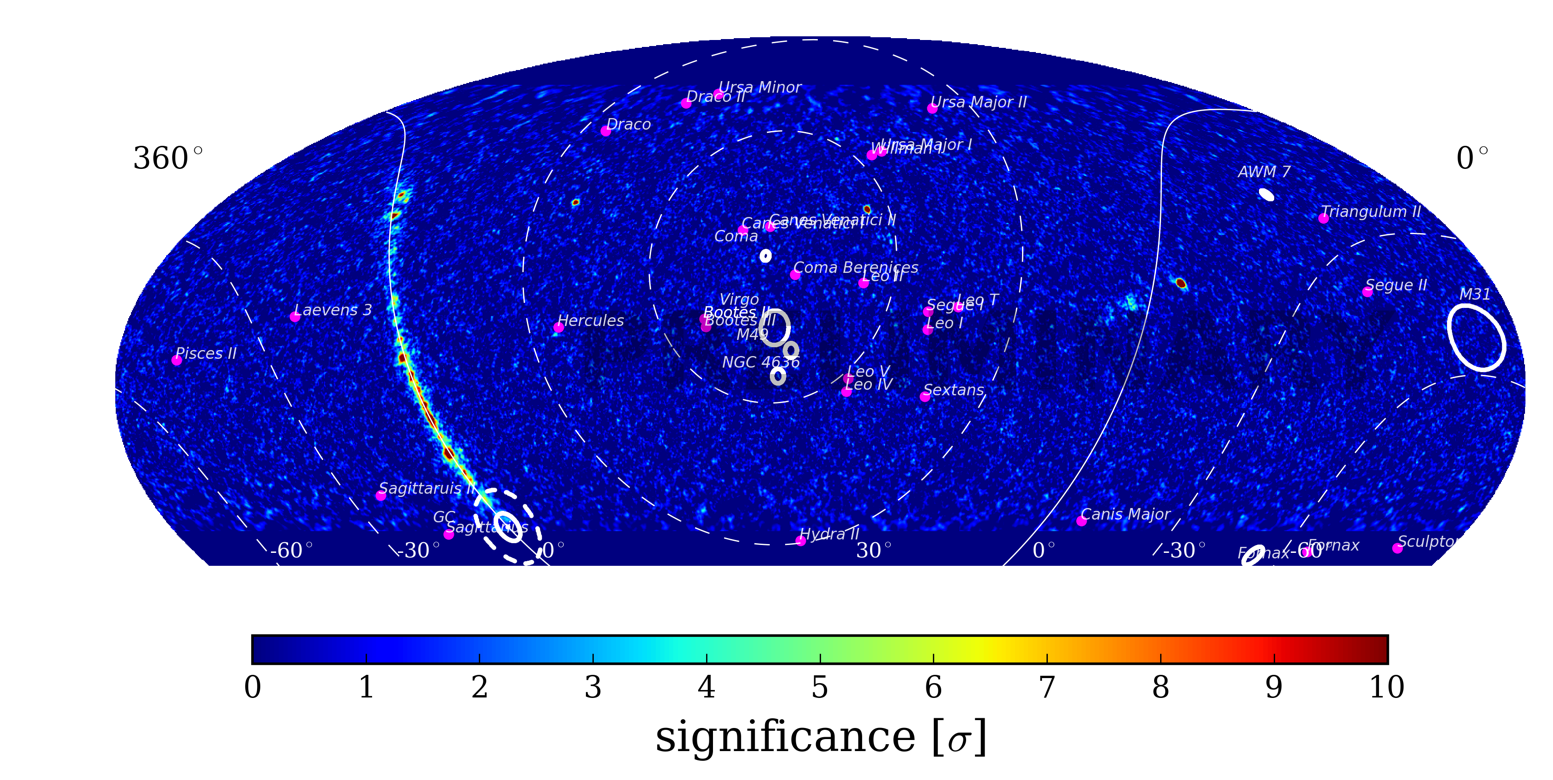 Ursa Minor
Draco II
Ursa Major II
Draco
Ursa Major I
Willman I
360°
0°
AWM 7
Triangulum II
Canes Venatici II
Canes Venatici I
Coma
Coma Berenices
Leo II
Segue II
M31
Virgo
Leo T
Segue I
Laevens 3
Bootes II
Bootes III
Hercules
Leo I
M49
Pisces II
NGC 4636
Leo V
Leo IV
Sextans
Sagittaruis II
GC
Sagittarius
Canis Major
Hydra II
Fornax
Fornax
Sculptor
-60°
-30°
0°
30°
0°
-30°
-60°
0 1 2 3 4 5 6 7 8 9 10
significance [σ]